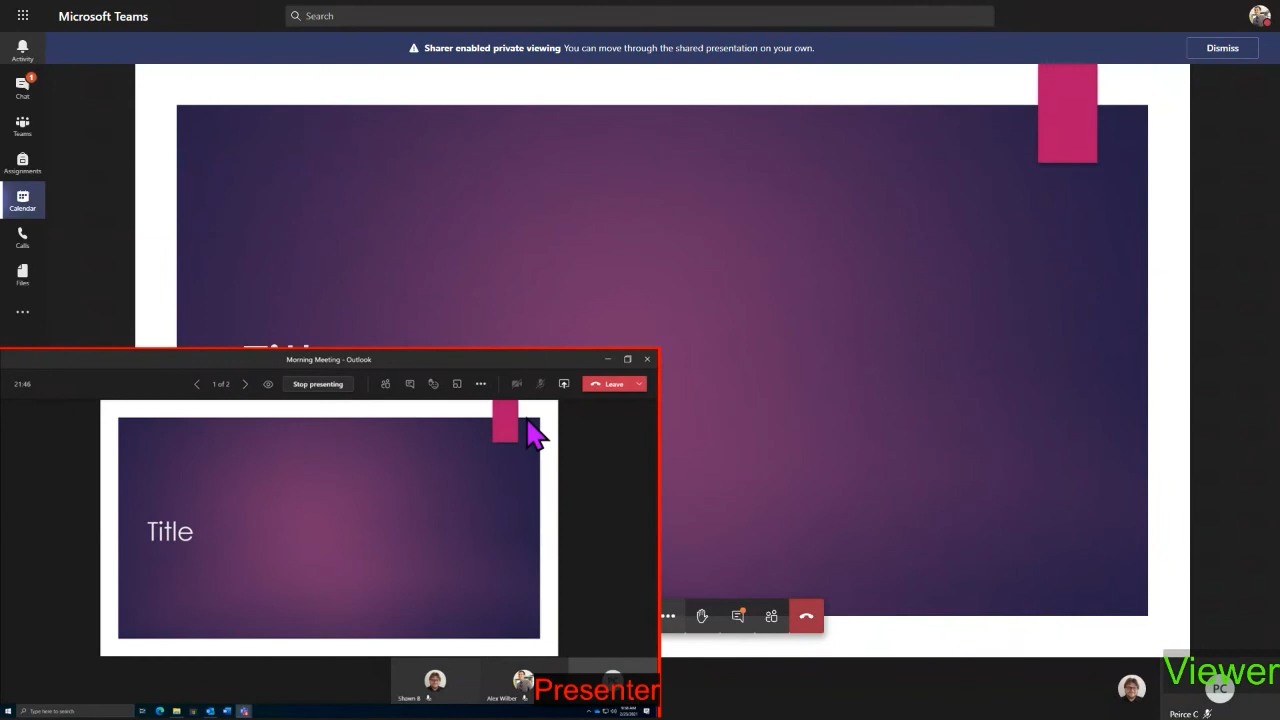 Microsoft Teams
Search
Sharer enabled private viewing You can move through the shared presentation on your own.
Dismiss
Activity
1
Chat
Teams
Assignments
Calendar
Calls
Files
Morning Meeting - Outlook
21:46
1 of 2
Stop presenting
Leave
Title
Shawn B
Alex Wilber
Presenter
Viewer
PC
Peirce C
Type here to search